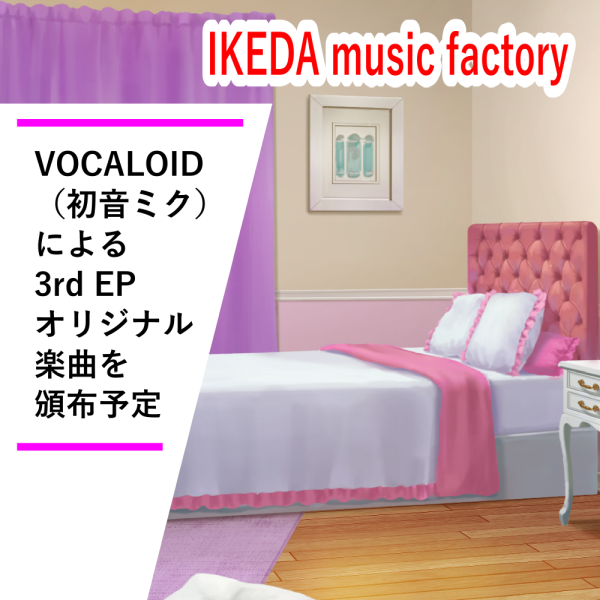 IKEDA music factory
VOCALOID
（初音ミク）
による
3rd EP
オリジナル
楽曲を
頒布予定